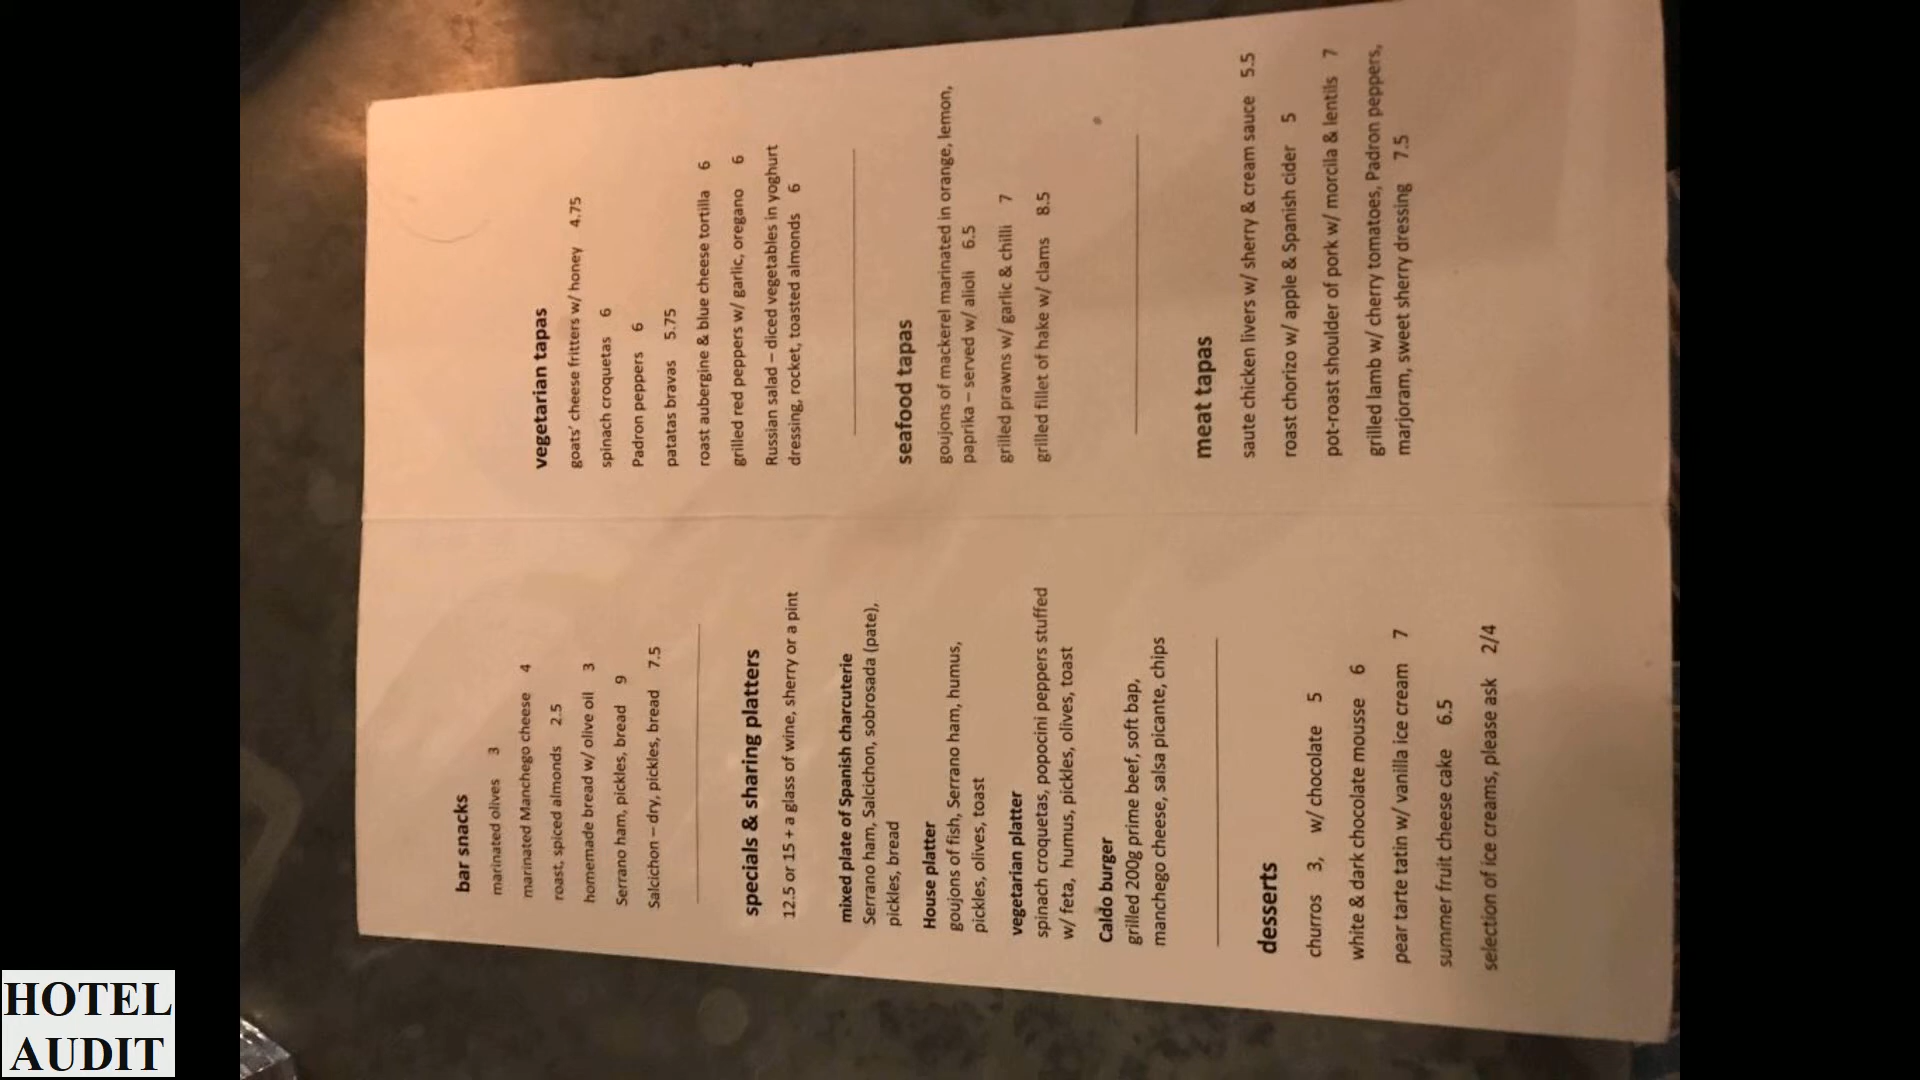 bar snacks
marinated olives 3
marinated Manchego cheese 4
roast, spiced almonds 2.5
homemade bread w/ olive oil 3
Serrano ham, pickles, bread 9
Salcichon – dry, pickles, bread 7.5
specials & sharing platters
12.5 or 15 + a glass of wine, sherry or a pint
mixed plate of Spanish charcuterie
Serrano ham, Salcichon, sobrosada (pate),
pickles, bread
House platter
goujons of fish, Serrano ham, humus,
pickles, olives, toast
vegetarian platter
spinach croquetas, popocini peppers stuffed
w/ feta, humus, pickles, olives, toast
Caldo burger
grilled 200g prime beef, soft bap,
manchego cheese, salsa picante, chips
desserts
churros 3, w/ chocolate 5
white & dark chocolate mousse 6
pear tarte tatin w/ vanilla ice cream 7
summer fruit cheese cake 6.5
selection of ice creams, please ask 2/4
vegetarian tapas
goats' cheese fritters w/ honey 4.75
spinach croquetas 6
Padron peppers 6
patatas bravas 5.75
roast aubergine & blue cheese tortilla 6
grilled red peppers w/ garlic, oregano 6
Russian salad – diced vegetables in yoghurt
dressing, rocket, toasted almonds 6
seafood tapas
goujons of mackerel marinated in orange, lemon,
paprika – served w/ alioli 6.5
grilled prawns w/ garlic & chilli 7
grilled fillet of hake w/ clams 8.5
meat tapas
saute chicken livers w/ sherry & cream sauce 5.5
roast chorizo w/ apple & Spanish cider 5
pot-roast shoulder of pork w/ morcila & lentils 7
grilled lamb w/ cherry tomatoes, Padron peppers,
marjoram, sweet sherry dressing 7.5
HOTEL
AUDIT